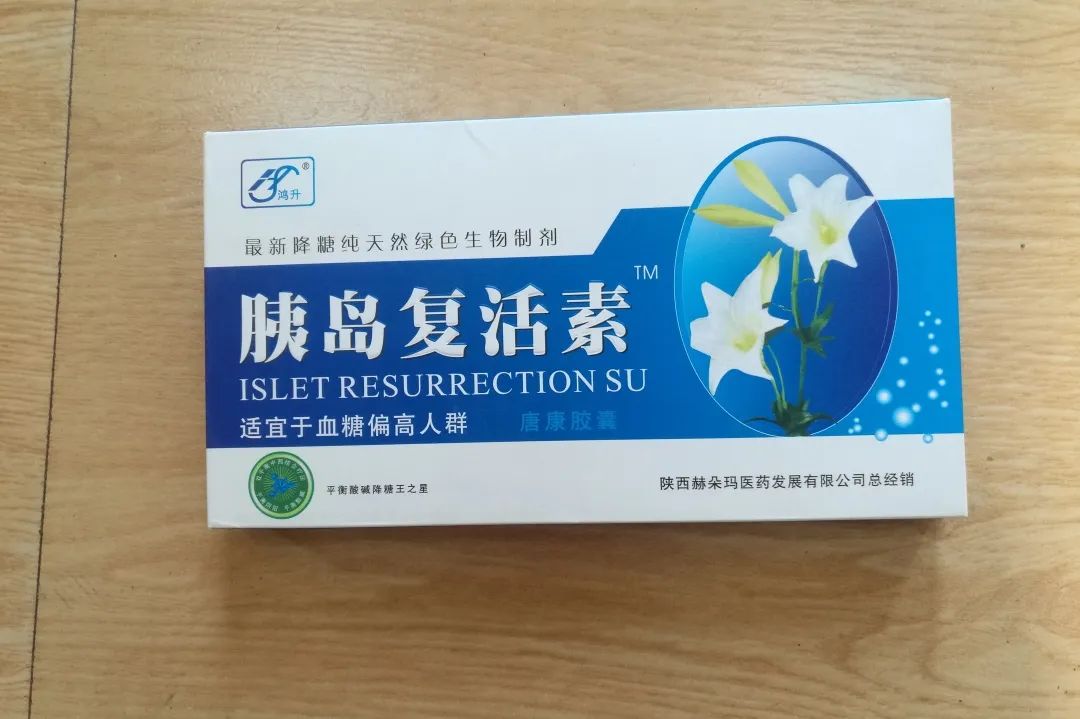 鸿升®
最新降糖纯天然绿色生物制剂
胰岛复活素™
ISLET RESURRECTION SU
适宜于血糖偏高人群 唐康胶囊
平衡酸碱降糖王之星
陕西赫朵玛医药发展有限公司总经销